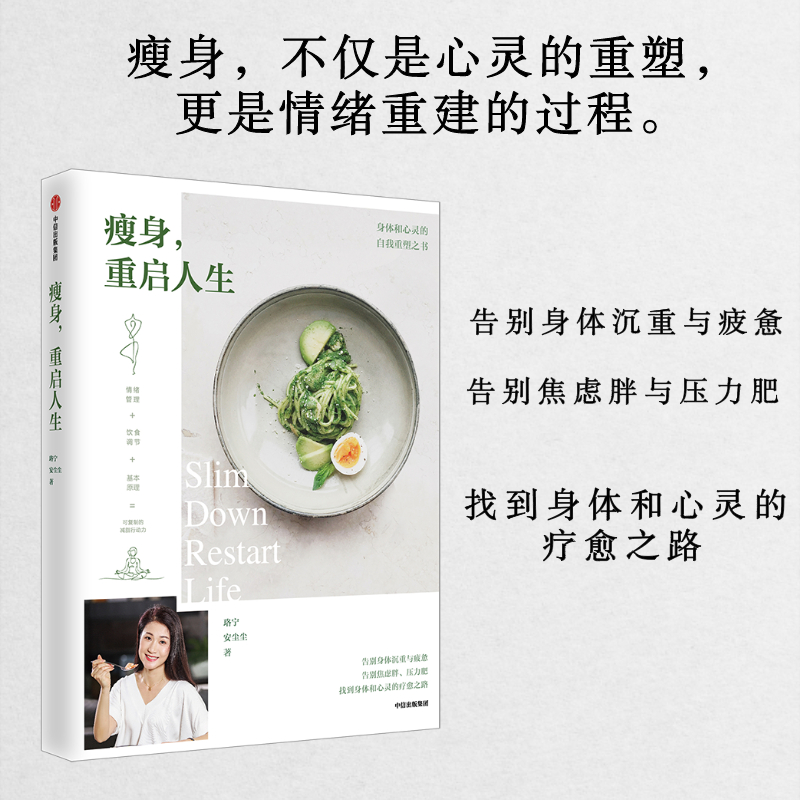 瘦身，不仅是心灵的重塑，
更是情绪重建的过程。
中信出版集团
瘦身，重启人生
珞宁
安尘尘
著
瘦身，
重启人生
身体和心灵的
自我重塑之书
情绪
管理
+
饮食
调节
+
基本
原理
=
可复制的
减脂行动力
Slim
Down
Restart
Life
珞宁
安尘尘
著
告别身体沉重与疲惫
告别焦虑胖、压力肥
找到身体和心灵的疗愈之路
中信出版集团
告别身体沉重与疲惫
告别焦虑胖与压力肥
找到身体和心灵的
疗愈之路